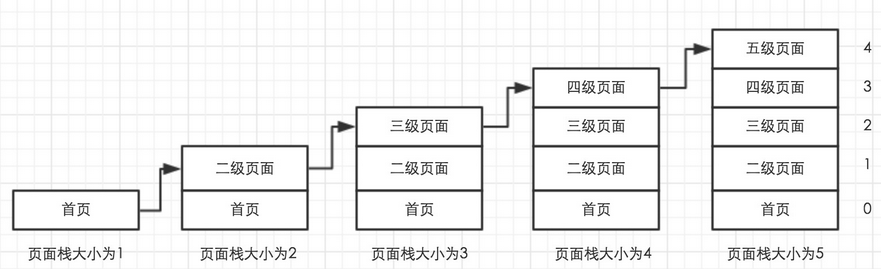 五级页面 4
四级页面 四级页面 3
三级页面 三级页面 三级页面 2
二级页面 二级页面 二级页面 二级页面 1
首页 首页 首页 首页 首页 0
页面栈大小为1 页面栈大小为2 页面栈大小为3 页面栈大小为4 页面栈大小为5